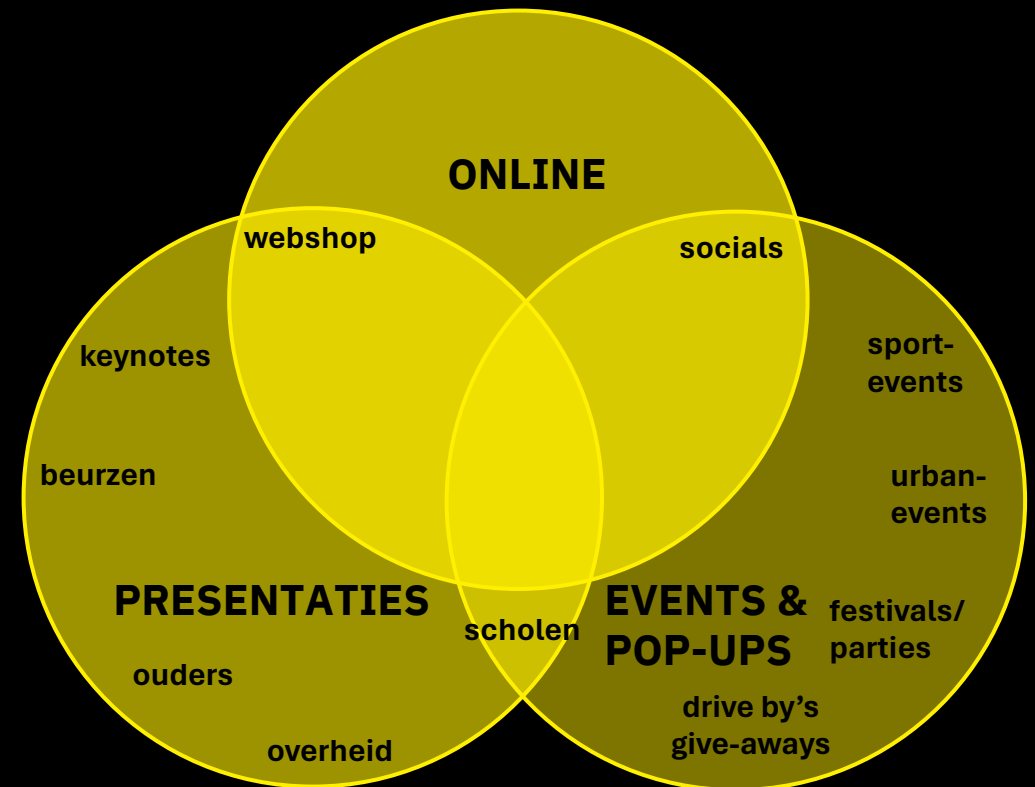 ONLINE
webshop
socials
keynotes
sport-
events
beurzen
urban-
events
PRESENTATIES
scholen
EVENTS &
POP-UPS
festivals/
parties
ouders
drive by’s
give-aways
overheid